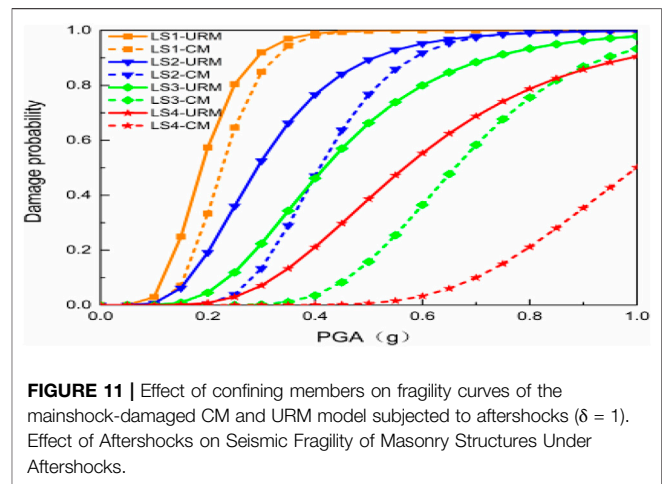 1.0
0.8
0.6
0.4
0.2
0.0
Damage probability
LS1-URM
LS1-CM
LS2-URM
LS2-CM
LS3-URM
LS3-CM
LS4-URM
LS4-CM
0.0 0.2 0.4 0.6 0.8 1.0
PGA（g）
FIGURE 11 | Effect of confining members on fragility curves of the
mainshock-damaged CM and URM model subjected to aftershocks (δ = 1).
Effect of Aftershocks on Seismic Fragility of Masonry Structures Under
Aftershocks.